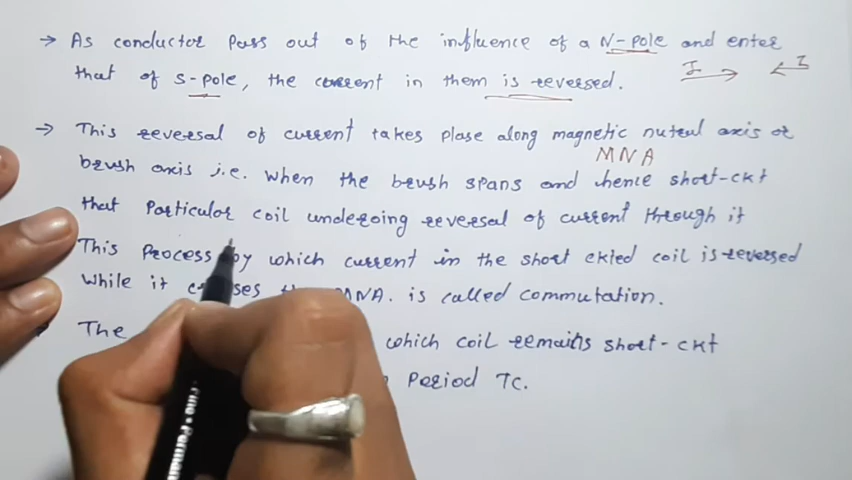 → As conductor pass out of the influence of a N-pole and enter
that of S-pole, the current in them is reversed. I I
→ This reversal of current takes plase along magnetic nutral axis or
MNA
brush axis i.e. when the brush spans and hence short-ckt
that Particular coil undergoing reversal of current through it
This Process by which current in the short ckted coil is reversed
while it MNA. is called commutation.
The which coil remains short-ckt
Period Tc.